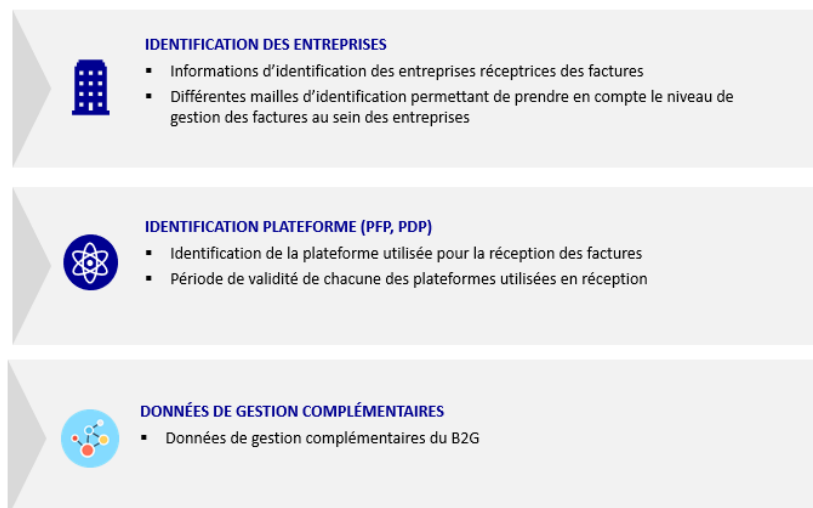 IDENTIFICATION DES ENTREPRISES
▪ Informations d’identification des entreprises réceptrices des factures
▪ Différentes mailles d’identification permettant de prendre en compte le niveau de
gestion des factures au sein des entreprises
IDENTIFICATION PLATEFORME (PFP, PDP)
▪ Identification de la plateforme utilisée pour la réception des factures
▪ Période de validité de chacune des plateformes utilisées en réception
DONNÉES DE GESTION COMPLÉMENTAIRES
▪ Données de gestion complémentaires du B2G